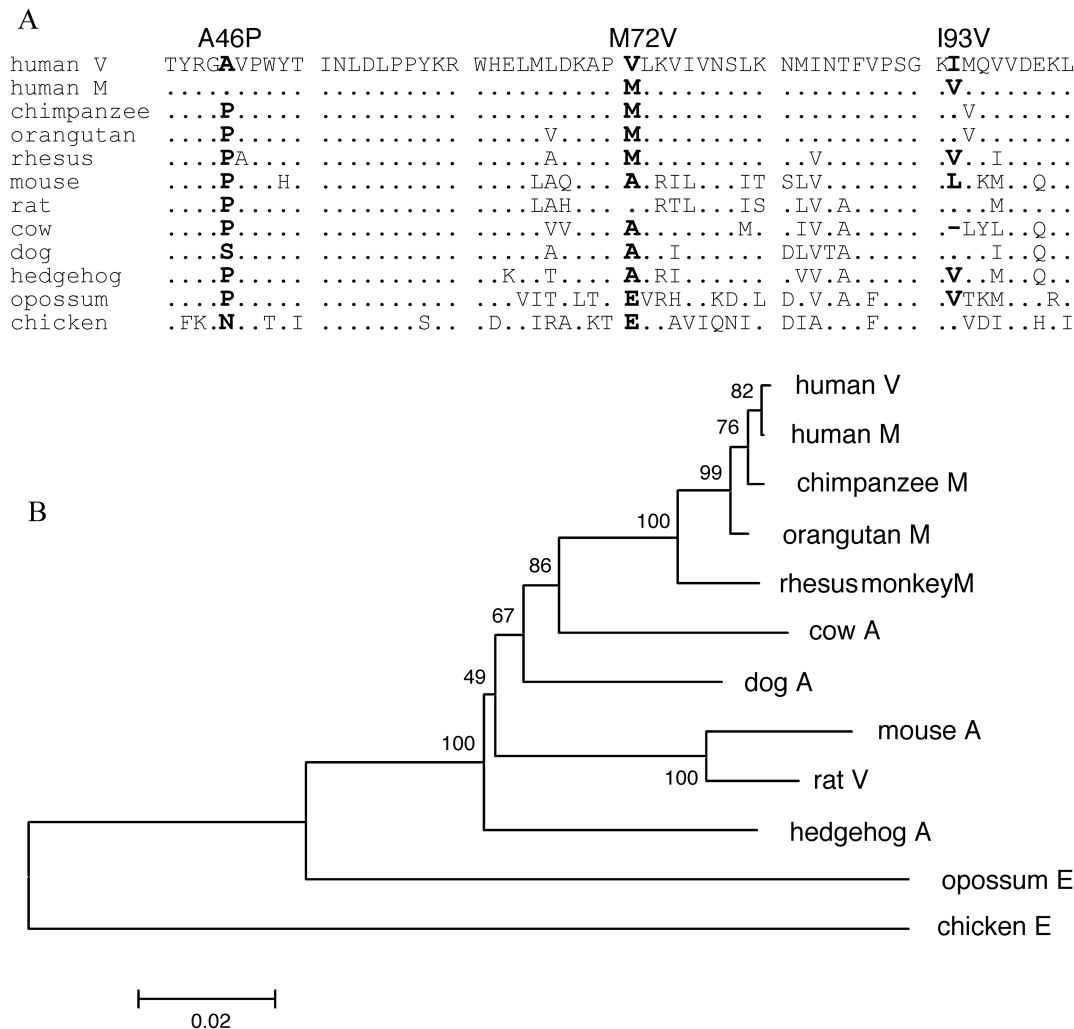 A
A46P M72V I93V
human V TYRGAVPWYT INLDLPPYKR WHELMLDKAP VLKVIVNSLK NMINTFVPSG KIMQVVDEKL
human M .......... .......... .......... M......... .......... .V........
chimpanzee ....P..... .......... .......... M......... .......... ..V.......
orangutan ....P..... .......... .....V.... M......... .......... ..V.......
rhesus ....PA.... .......... .....A.... M......... ..V....... .V..I.....
mouse ....P...H. .......... ....LAQ... A.RIL...IT SLV....... .L.KM..Q..
rat ....P..... .......... ....LAH... ..RTL...IS .LV.A..... ....M.....
cow ....P..... .......... .....VV... A.......M. .IV.A..... .-LYL..Q..
dog ....S..... .......... .....A.... A..I...... DLVTA..... ....I..Q..
hedgehog ....P..... .......... ..K..T.... A.RI...... .VV.A..... .V..M..Q..
opossum ....P..... .......... ...VIT.LT. EVRH..KD.L D.V.A.F... .VTKM...R.
chicken .FK.N..T.I .......S.. .D..IRA.KT E..AVIQNI. DIA...F... ..VDI..H.I
B
82 human V
76 human M
99 chimpanzee M
100 orangutan M
86 rhesus monkey M
67 cow A
49 dog A
100 mouse A
100 rat V
hedgehog A
opossum E
chicken E
0.02